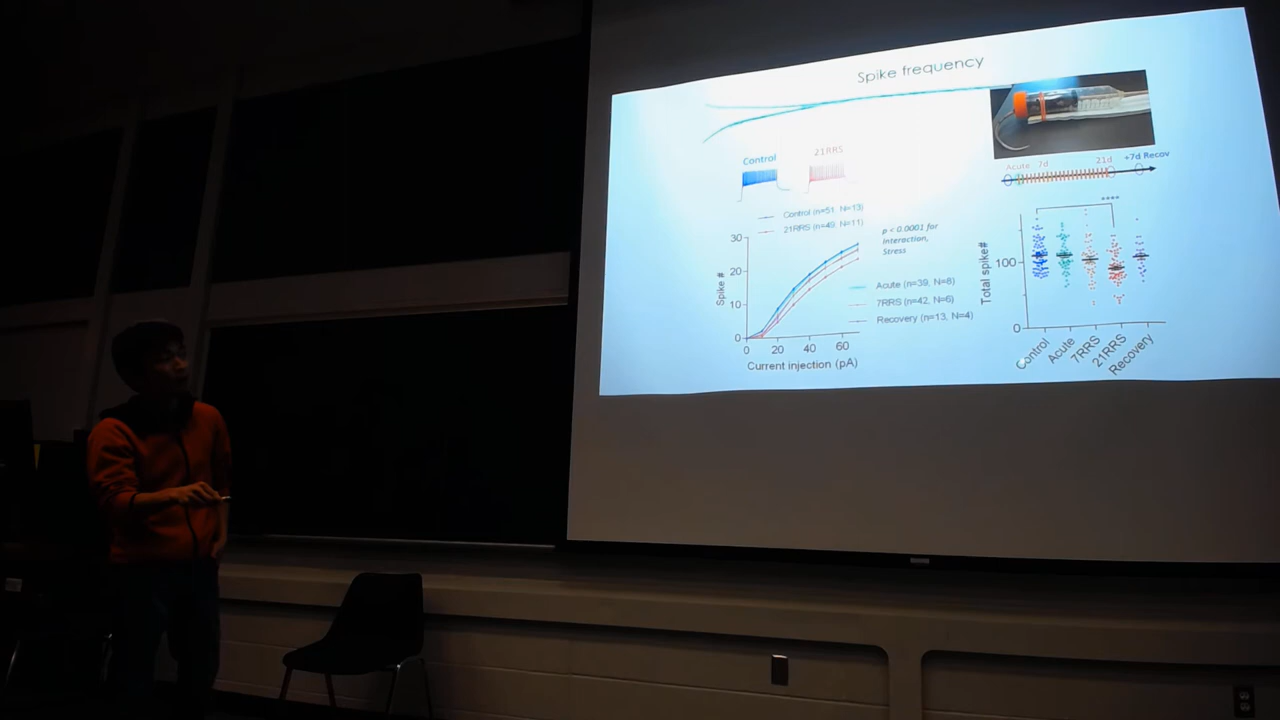 Spike frequency
Control
21RRS
Control (n=51, N=13)
21RRS (n=49, N=11)
p < 0.0001 for
interaction,
Stress
Acute (n=39, N=8)
7RRS (n=42, N=6)
Recovery (n=13, N=4)
Spike #
30
20
10
0
0 20 40 60
Current injection (pA)
Acute 7d 21d +7d Recov
****
Total spike#
100
0
Control
Acute
7RRS
21RRS
Recovery